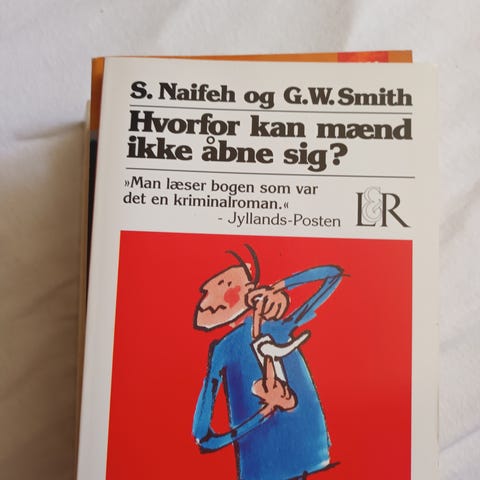 S. Naifeh og G.W. Smith
Hvorfor kan mænd
ikke åbne sig?
»Man læser bogen som var
det en kriminalroman.«
- Jyllands-Posten
L&R